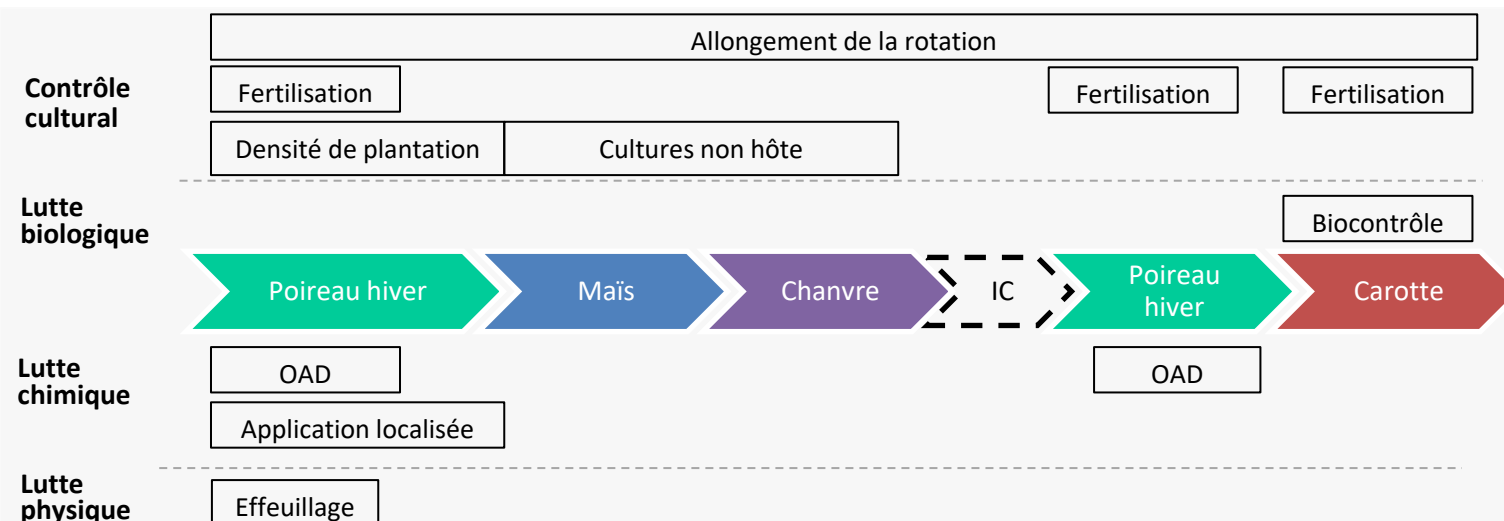 Allongement de la rotation
Contrôle
cultural
Fertilisation
Fertilisation
Fertilisation
Densité de plantation
Cultures non hôte
Lutte
biologique
Biocontrôle
Poireau hiver
Maïs
Chanvre
IC
Poireau
hiver
Carotte
Lutte
chimique
OAD
OAD
Application localisée
Lutte
physique
Effeuillage